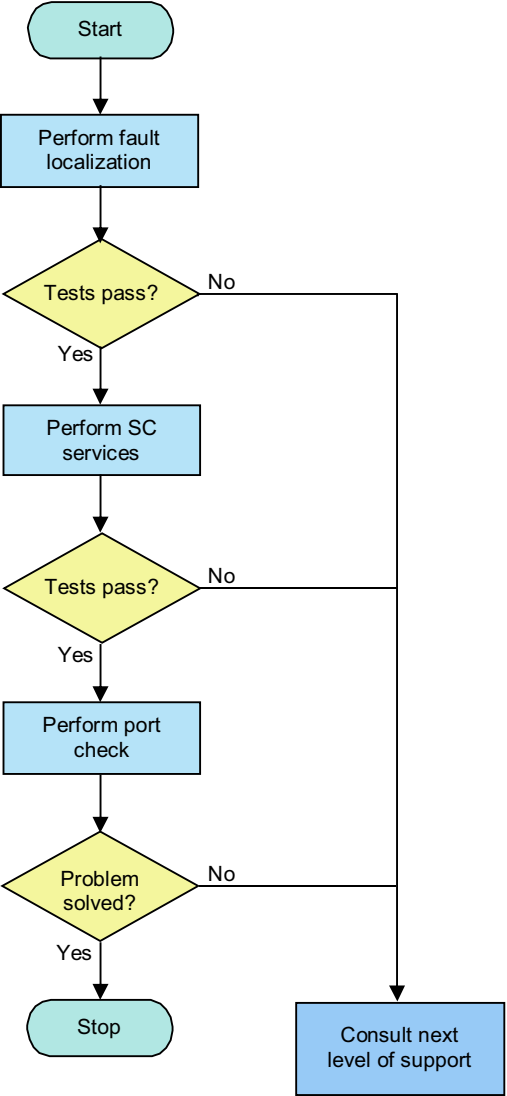 Start
Perform fault
localization
Tests pass?
No
Yes
Perform SC
services
Tests pass?
No
Yes
Perform port
check
Problem
solved?
No
Yes
Stop
Consult next
level of support